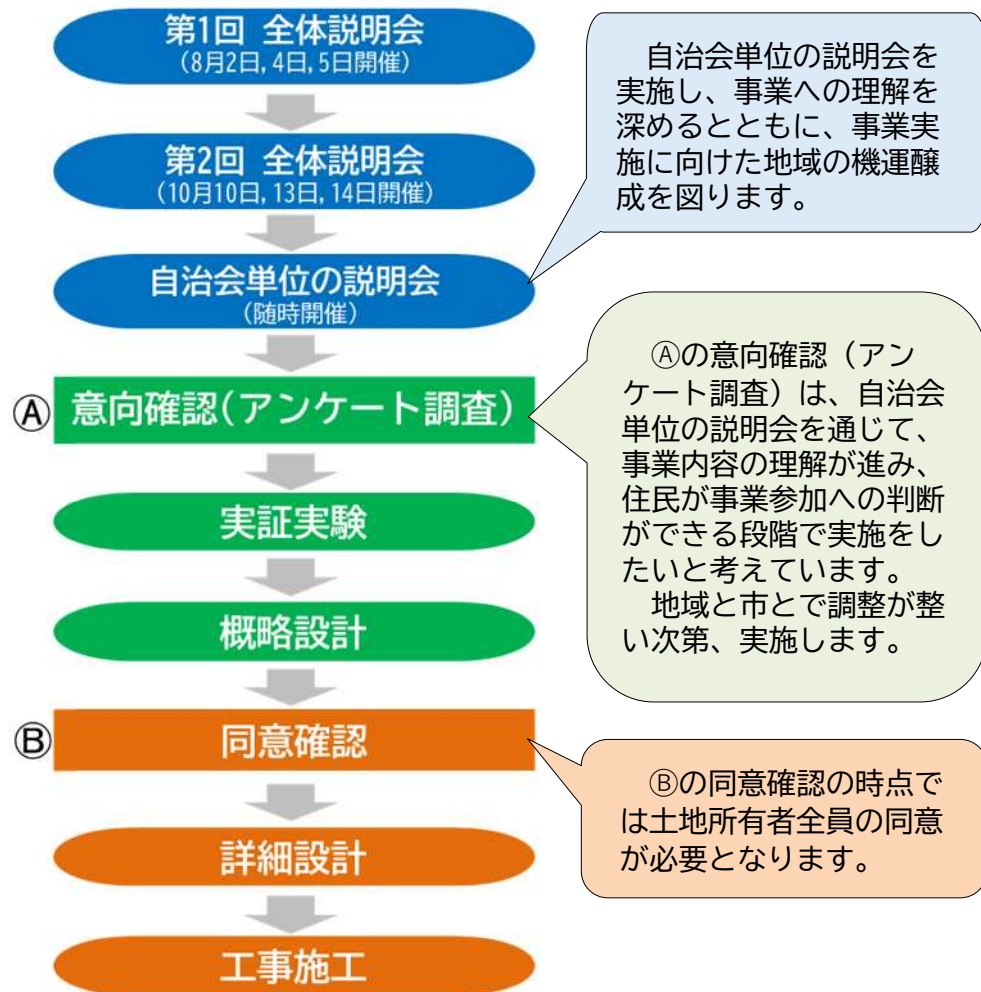 第1回 全体説明会
(8月2日,4日,5日開催)
第2回 全体説明会
(10月10日,13日,14日開催)
自治会単位の説明会
(随時開催)
Ⓐ 意向確認(アンケート調査)
実証実験
概略設計
Ⓑ 同意確認
詳細設計
工事施工
自治会単位の説明会を
実施し、事業への理解を
深めるとともに、事業実
施に向けた地域の機運醸
成を図ります。
Ⓐの意向確認(アン
ケート調査)は、自治会
単位の説明会を通じて、
事業内容の理解が進み、
住民が事業参加への判断
ができる段階で実施をし
たいと考えています。
地域と市とで調整が整
い次第、実施します。
Ⓑの同意確認の時点で
は土地所有者全員の同意
が必要となります。